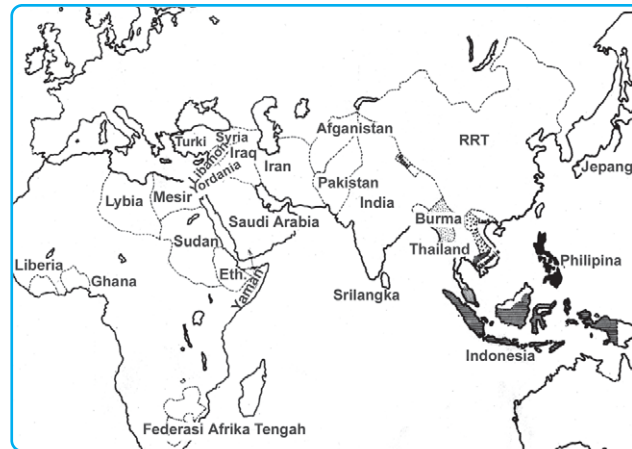 Turki
Syria
Libanon
Iraq
Yordania
Iran
Afganistan
RRT
Jepang
Lybia
Mesir
Pakistan
India
Saudi Arabia
Sudan
Burma
Thailand
Philipina
Liberia
Ghana
Eth.
Yaman
Srilangka
Indonesia
Federasi Afrika Tengah